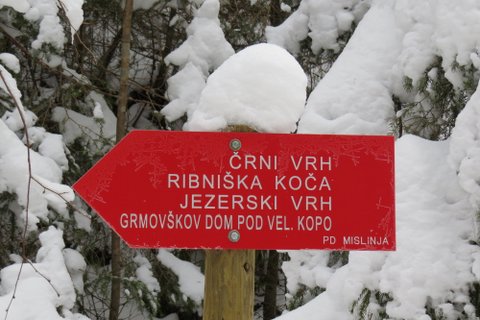 ČRNI VRH
RIBNIŠKA KOČA
JEZERSKI VRH
GRMOVŠKOV DOM POD VEL. KOPO
PD MISLINJA